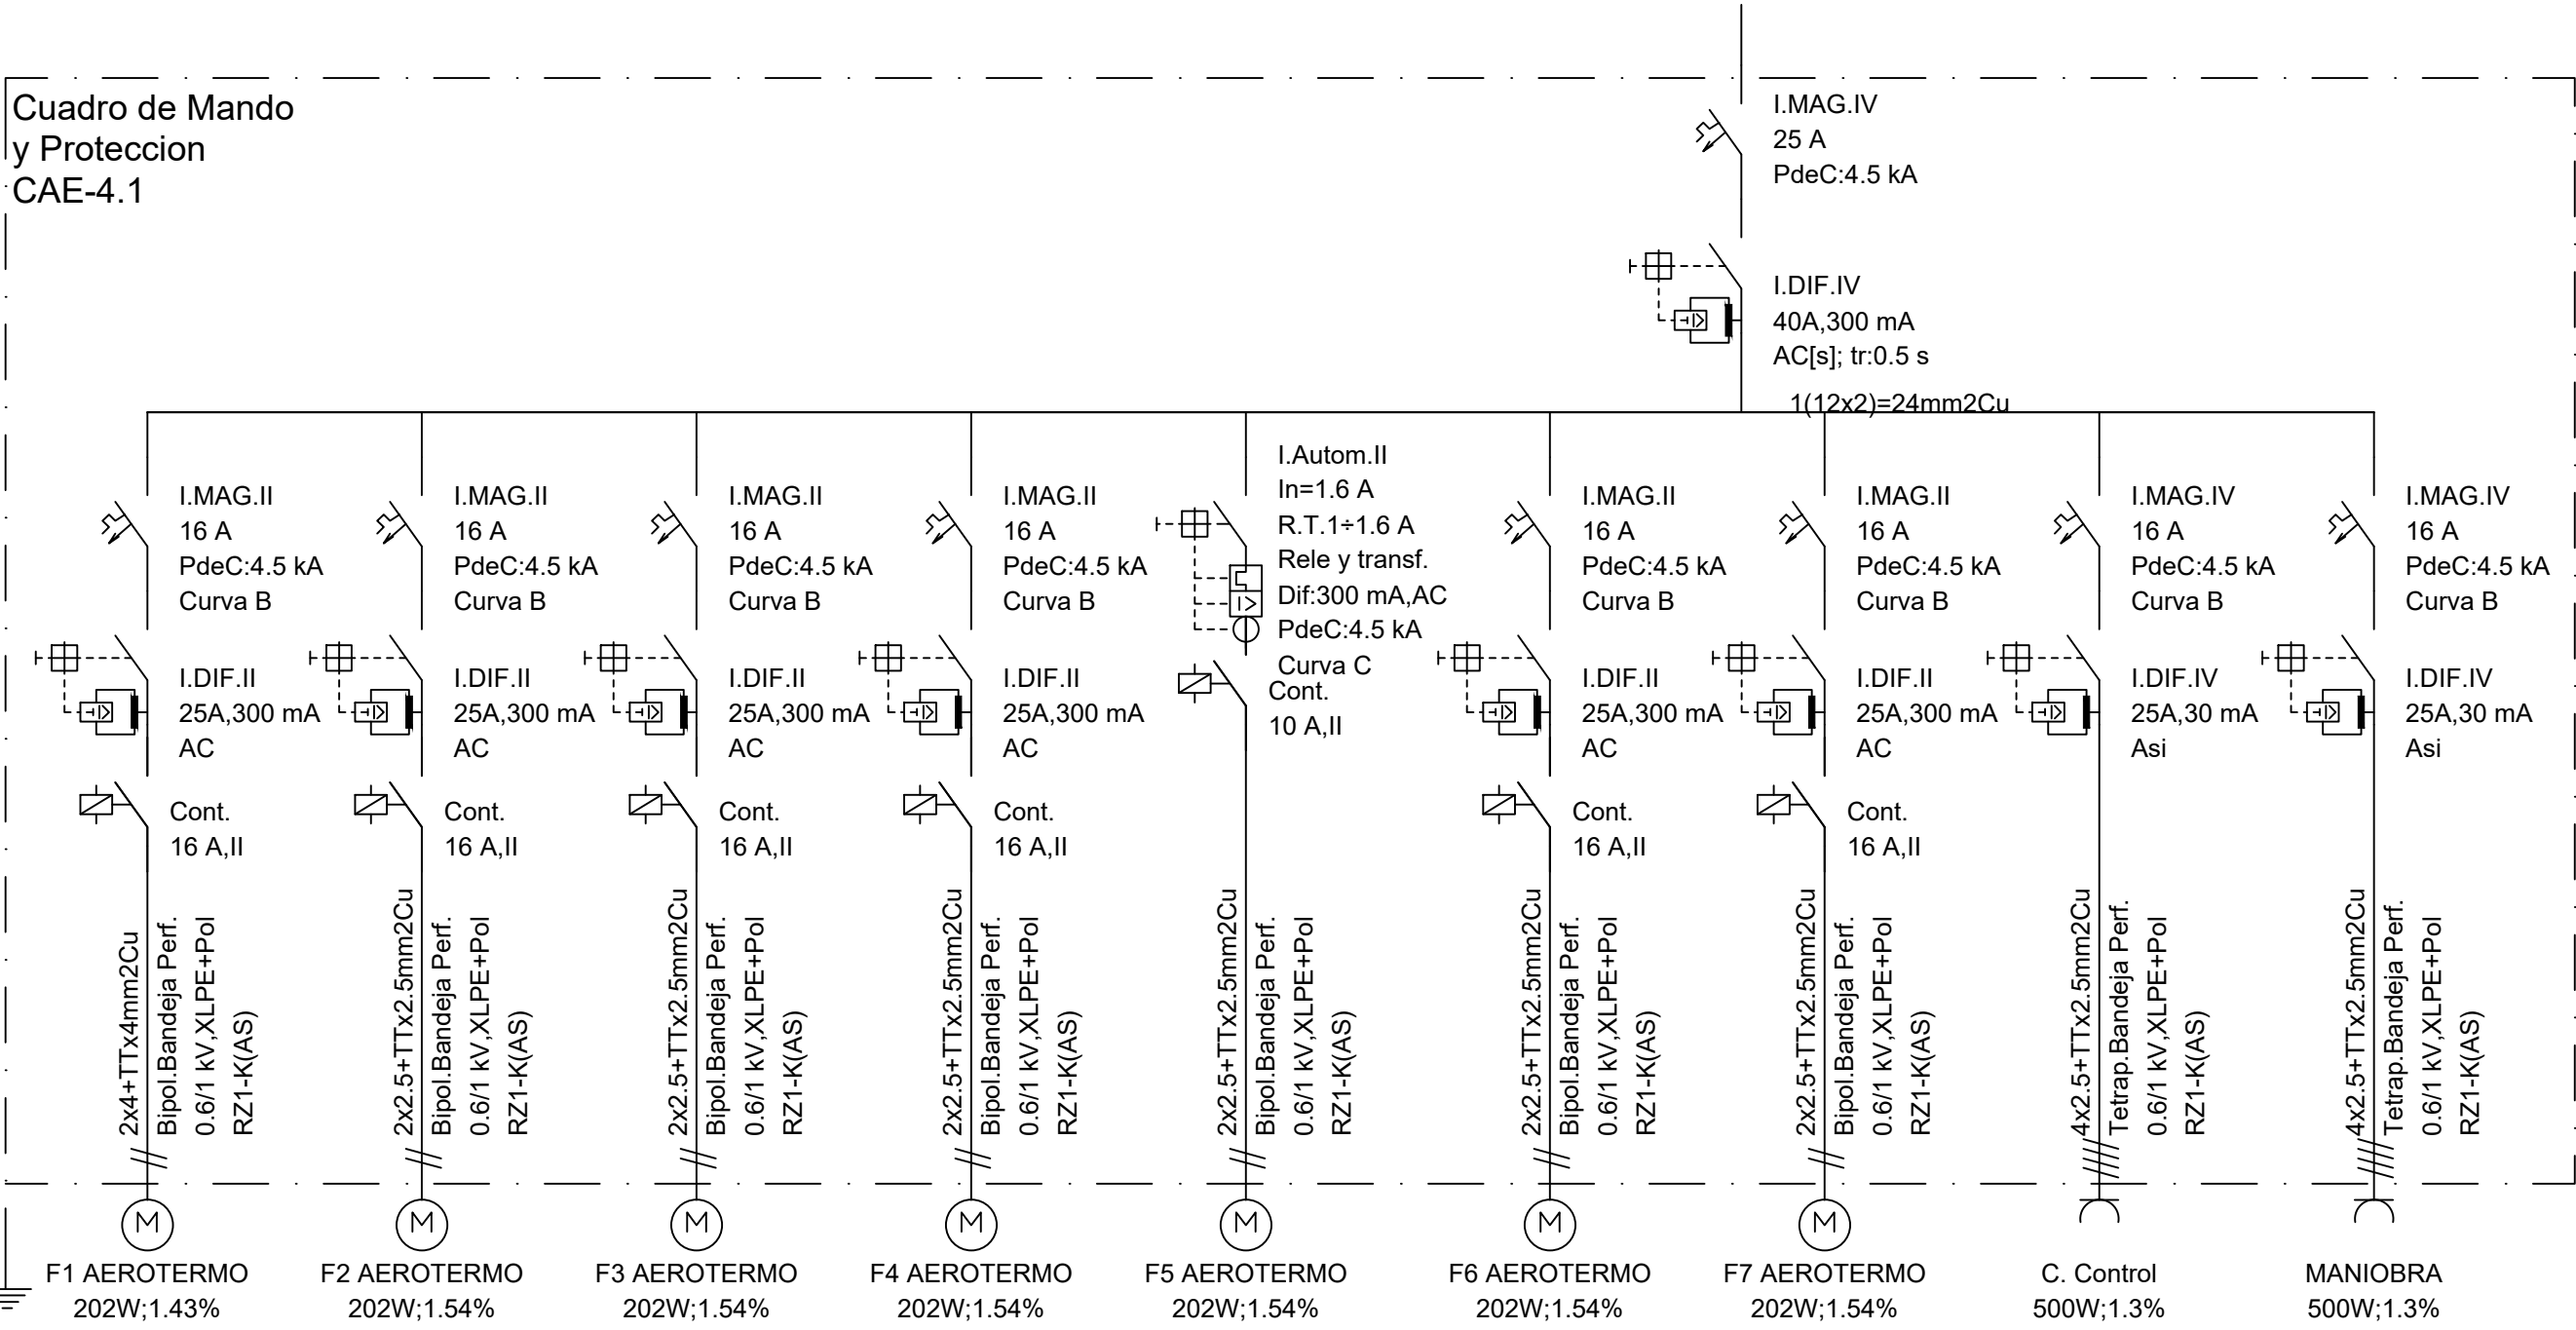 Cuadro de Mando
y Proteccion
CAE-4.1
I.MAG.IV
25 A
PdeC:4.5 kA
I.DIF.IV
40A,300 mA
AC[s]; tr:0.5 s
1(12x2)=24mm2Cu
I.MAG.II
16 A
PdeC:4.5 kA
Curva B
I.DIF.II
25A,300 mA
AC
Cont.
16 A,II
2x4+TTx4mm2Cu
Bipol.Bandeja Perf.
0.6/1 kV,XLPE+Pol
RZ1-K(AS)
M
F1 AEROTERMO
202W;1.43%
I.MAG.II
16 A
PdeC:4.5 kA
Curva B
I.DIF.II
25A,300 mA
AC
Cont.
16 A,II
2x2.5+TTx2.5mm2Cu
Bipol.Bandeja Perf.
0.6/1 kV,XLPE+Pol
RZ1-K(AS)
M
F2 AEROTERMO
202W;1.54%
I.MAG.II
16 A
PdeC:4.5 kA
Curva B
I.DIF.II
25A,300 mA
AC
Cont.
16 A,II
2x2.5+TTx2.5mm2Cu
Bipol.Bandeja Perf.
0.6/1 kV,XLPE+Pol
RZ1-K(AS)
M
F3 AEROTERMO
202W;1.54%
I.MAG.II
16 A
PdeC:4.5 kA
Curva B
I.DIF.II
25A,300 mA
AC
Cont.
16 A,II
2x2.5+TTx2.5mm2Cu
Bipol.Bandeja Perf.
0.6/1 kV,XLPE+Pol
RZ1-K(AS)
M
F4 AEROTERMO
202W;1.54%
I.Autom.II
In=1.6 A
R.T.1÷1.6 A
Rele y transf.
Dif:300 mA,AC
PdeC:4.5 kA
Curva C
Cont.
10 A,II
2x2.5+TTx2.5mm2Cu
Bipol.Bandeja Perf.
0.6/1 kV,XLPE+Pol
RZ1-K(AS)
M
F5 AEROTERMO
202W;1.54%
I.MAG.II
16 A
PdeC:4.5 kA
Curva B
I.DIF.II
25A,300 mA
AC
Cont.
16 A,II
2x2.5+TTx2.5mm2Cu
Bipol.Bandeja Perf.
0.6/1 kV,XLPE+Pol
RZ1-K(AS)
M
F6 AEROTERMO
202W;1.54%
I.MAG.II
16 A
PdeC:4.5 kA
Curva B
I.DIF.II
25A,300 mA
AC
Cont.
16 A,II
2x2.5+TTx2.5mm2Cu
Bipol.Bandeja Perf.
0.6/1 kV,XLPE+Pol
RZ1-K(AS)
M
F7 AEROTERMO
202W;1.54%
I.MAG.IV
16 A
PdeC:4.5 kA
Curva B
I.DIF.IV
25A,30 mA
Asi
4x2.5+TTx2.5mm2Cu
Tetrap.Bandeja Perf.
0.6/1 kV,XLPE+Pol
RZ1-K(AS)
C. Control
500W;1.3%
I.MAG.IV
16 A
PdeC:4.5 kA
Curva B
I.DIF.IV
25A,30 mA
Asi
4x2.5+TTx2.5mm2Cu
Tetrap.Bandeja Perf.
0.6/1 kV,XLPE+Pol
RZ1-K(AS)
MANIOBRA
500W;1.3%